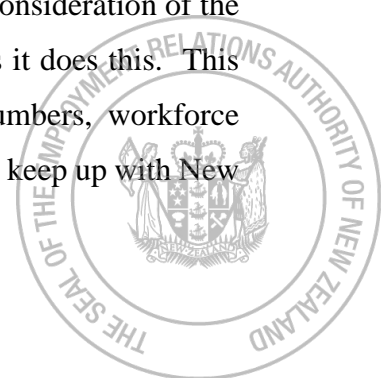 onsideration of the
s it does this. This
umbers, workforce
keep up with New
THE SEAL OF THE EMPLOYMENT RELATIONS AUTHORITY OF NEW ZEALAND